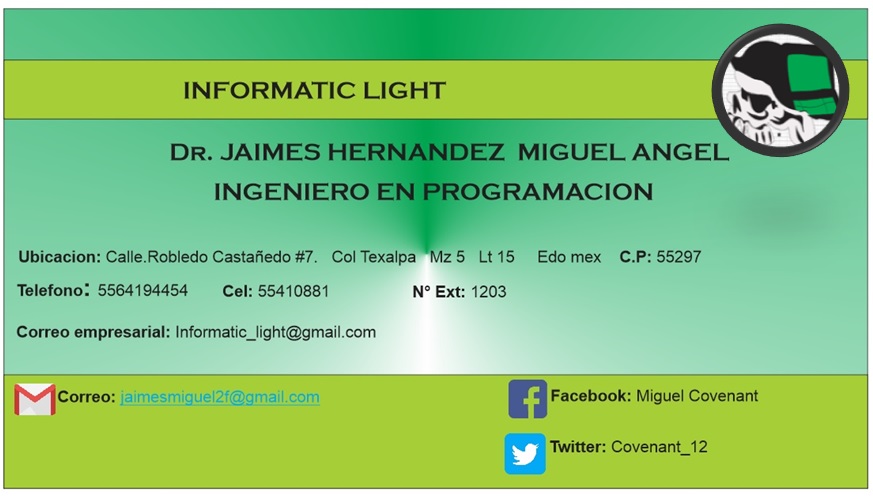 INFORMATIC LIGHT
DR. JAIMES HERNANDEZ MIGUEL ANGEL
INGENIERO EN PROGRAMACION
Ubicacion: Calle.Robledo Castañedo #7. Col Texalpa Mz 5 Lt 15 Edo mex C.P: 55297
Telefono: 5564194454 Cel: 55410881 N° Ext: 1203
Correo empresarial: Informatic_light@gmail.com
Correo: jaimesmiguel2f@gmail.com
Facebook: Miguel Covenant
Twitter: Covenant_12